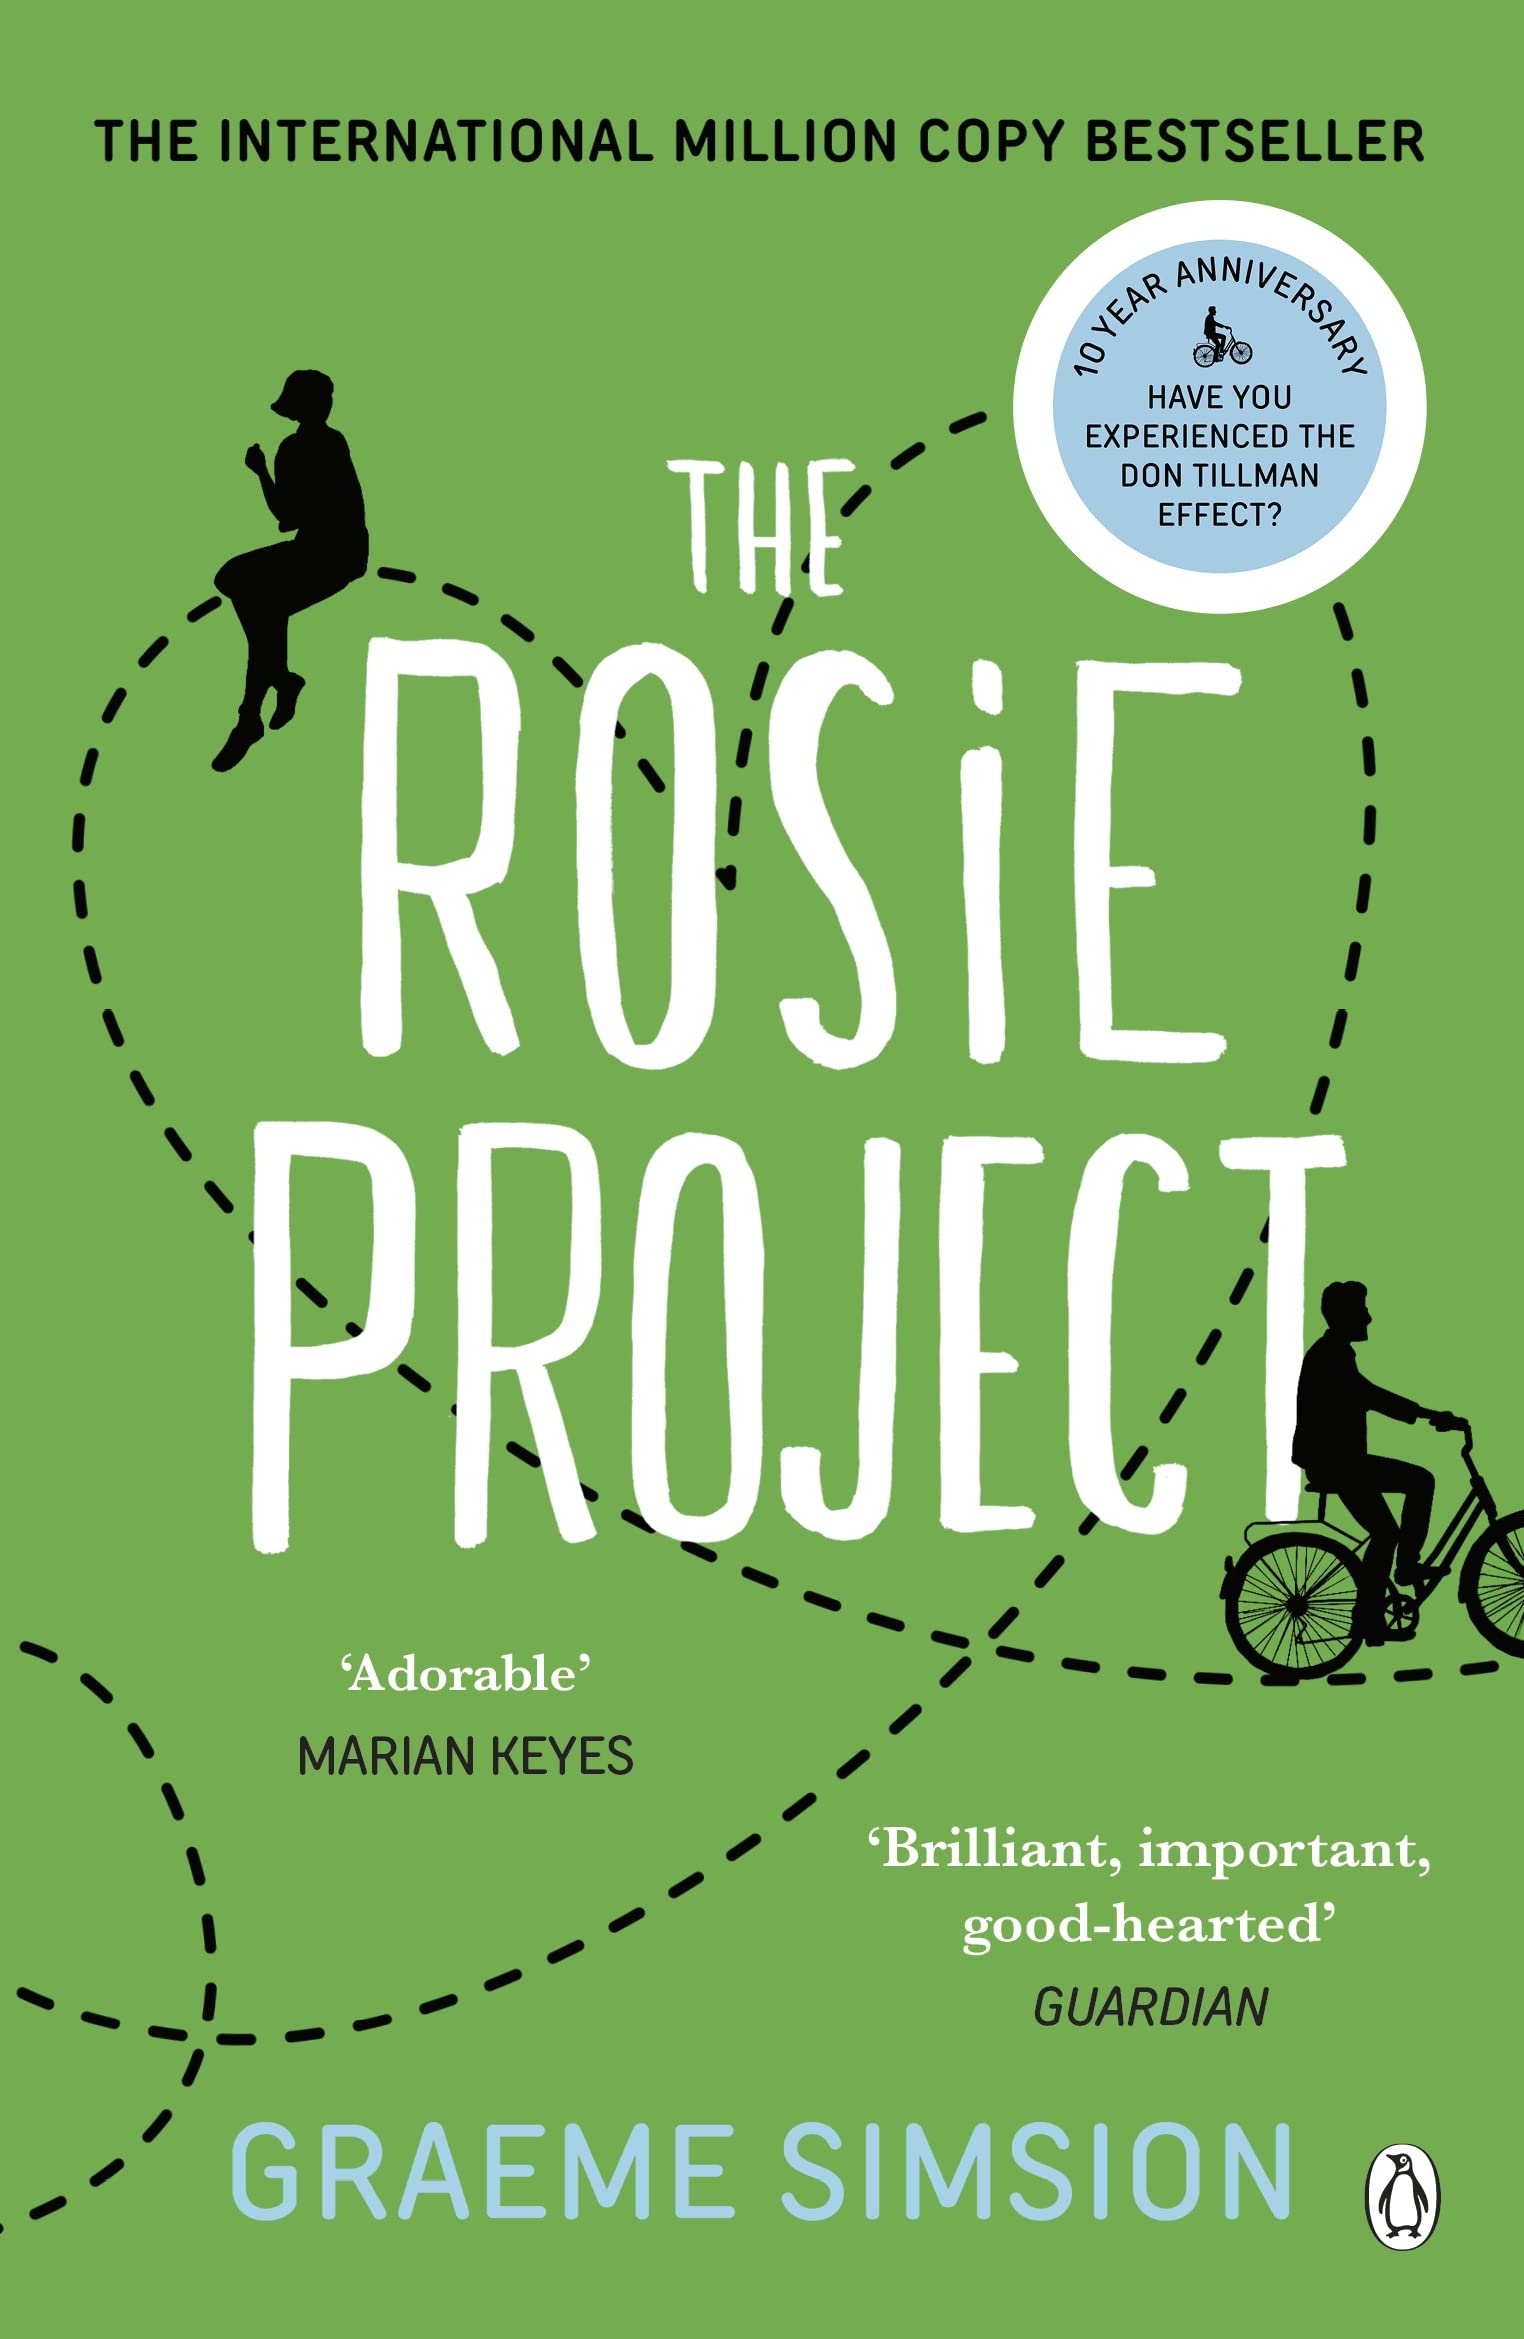 THE INTERNATIONAL MILLION COPY BESTSELLER
10 YEAR ANNIVERSARY
HAVE YOU
EXPERIENCED THE
DON TILLMAN
EFFECT?
THE
ROSiE
PROJECT
‘Adorable’
MARIAN KEYES
‘Brilliant, important,
good-hearted’
GUARDIAN
GRAEME SIMSION